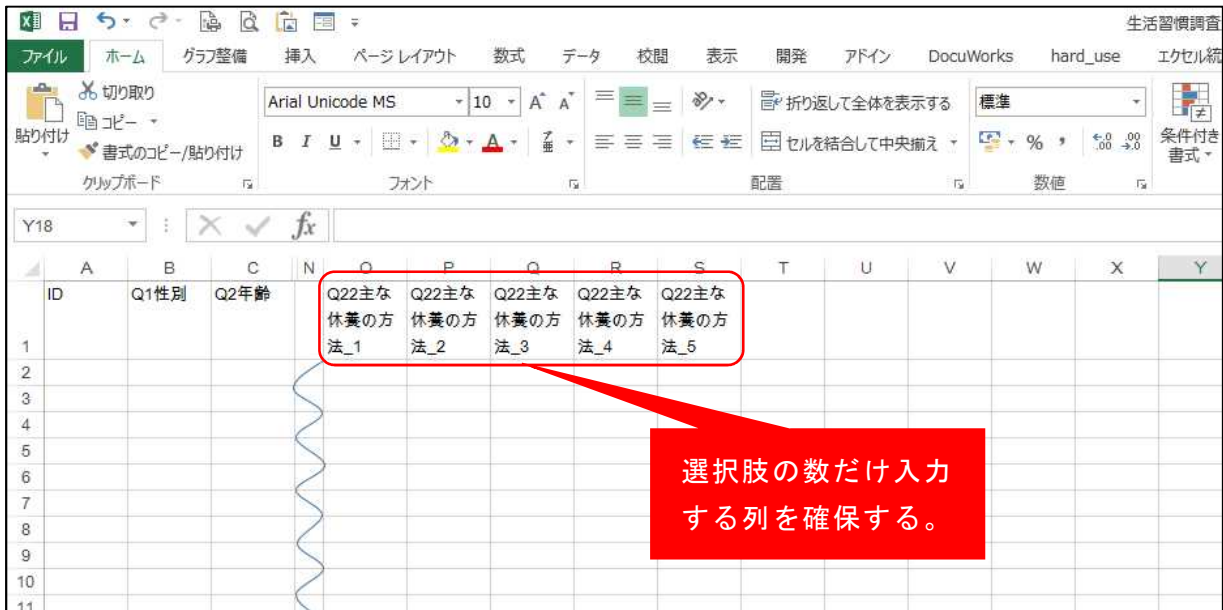 生活習慣調査
ファイル ホーム グラフ整備 挿入 ページ レイアウト 数式 データ 校閲 表示 開発 アドイン DocuWorks hard_use エクセル統
貼り付け
切り取り
コピー
書式のコピー/貼り付け
クリップボード
Arial Unicode MS 10 A A
B I U A
フォント
折り返して全体を表示する
セルを結合して中央揃え
配置
標準
% ,
数値
条件付き
書式
Y18 fx
A B C N O P Q R S T U V W X Y
1 ID Q1性別 Q2年齢
Q22主な休養の方法_1
Q22主な休養の方法_2
Q22主な休養の方法_3
Q22主な休養の方法_4
Q22主な休養の方法_5
2
3
4
5
6
7
8
9
10
11
選択肢の数だけ入力
する列を確保する。